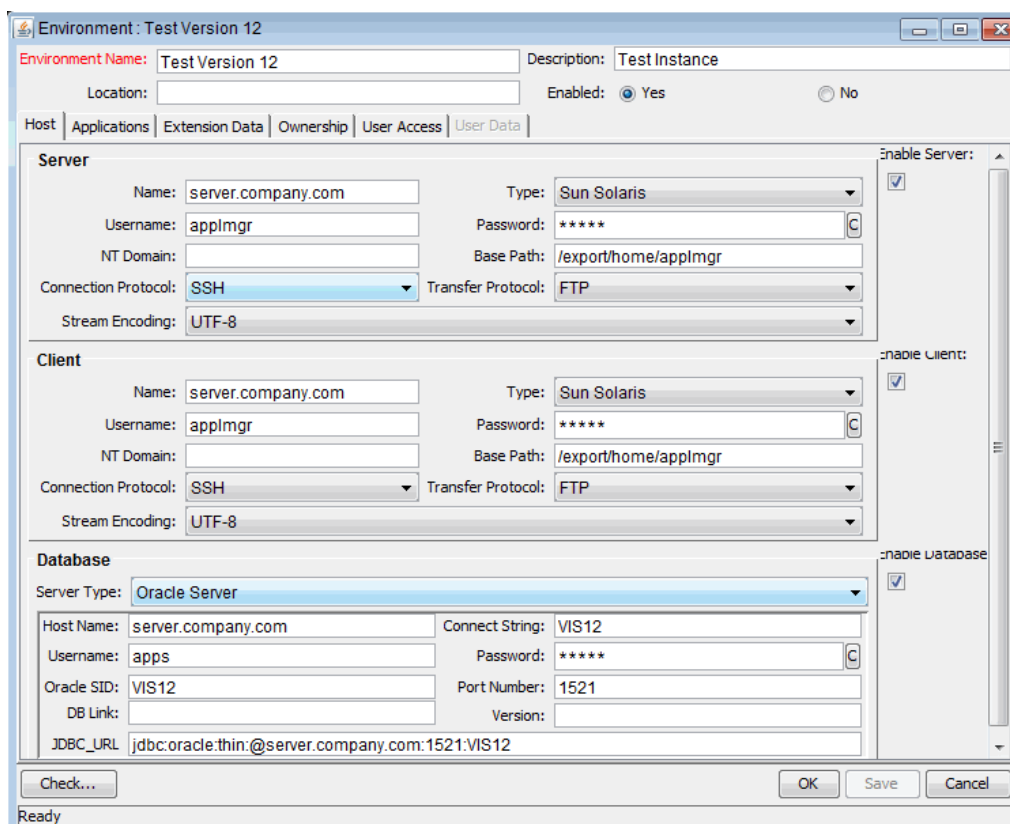 Environment : Test Version 12
Environment Name: Test Version 12 Description: Test Instance
Location: Enabled: Yes No
Host Applications Extension Data Ownership User Access User Data
Server Enable Server:
Name: server.company.com Type: Sun Solaris
Username: applmgr Password: ***** C
NT Domain: Base Path: /export/home/applmgr
Connection Protocol: SSH Transfer Protocol: FTP
Stream Encoding: UTF-8
Client Enable Client:
Name: server.company.com Type: Sun Solaris
Username: applmgr Password: ***** C
NT Domain: Base Path: /export/home/applmgr
Connection Protocol: SSH Transfer Protocol: FTP
Stream Encoding: UTF-8
Database Enable Database
Server Type: Oracle Server
Host Name: server.company.com Connect String: VIS12
Username: apps Password: ***** C
Oracle SID: VIS12 Port Number: 1521
DB Link: Version:
JDBC_URL jdbc:oracle:thin:@server.company.com:1521:VIS12
Check... OK Save Cancel
Ready